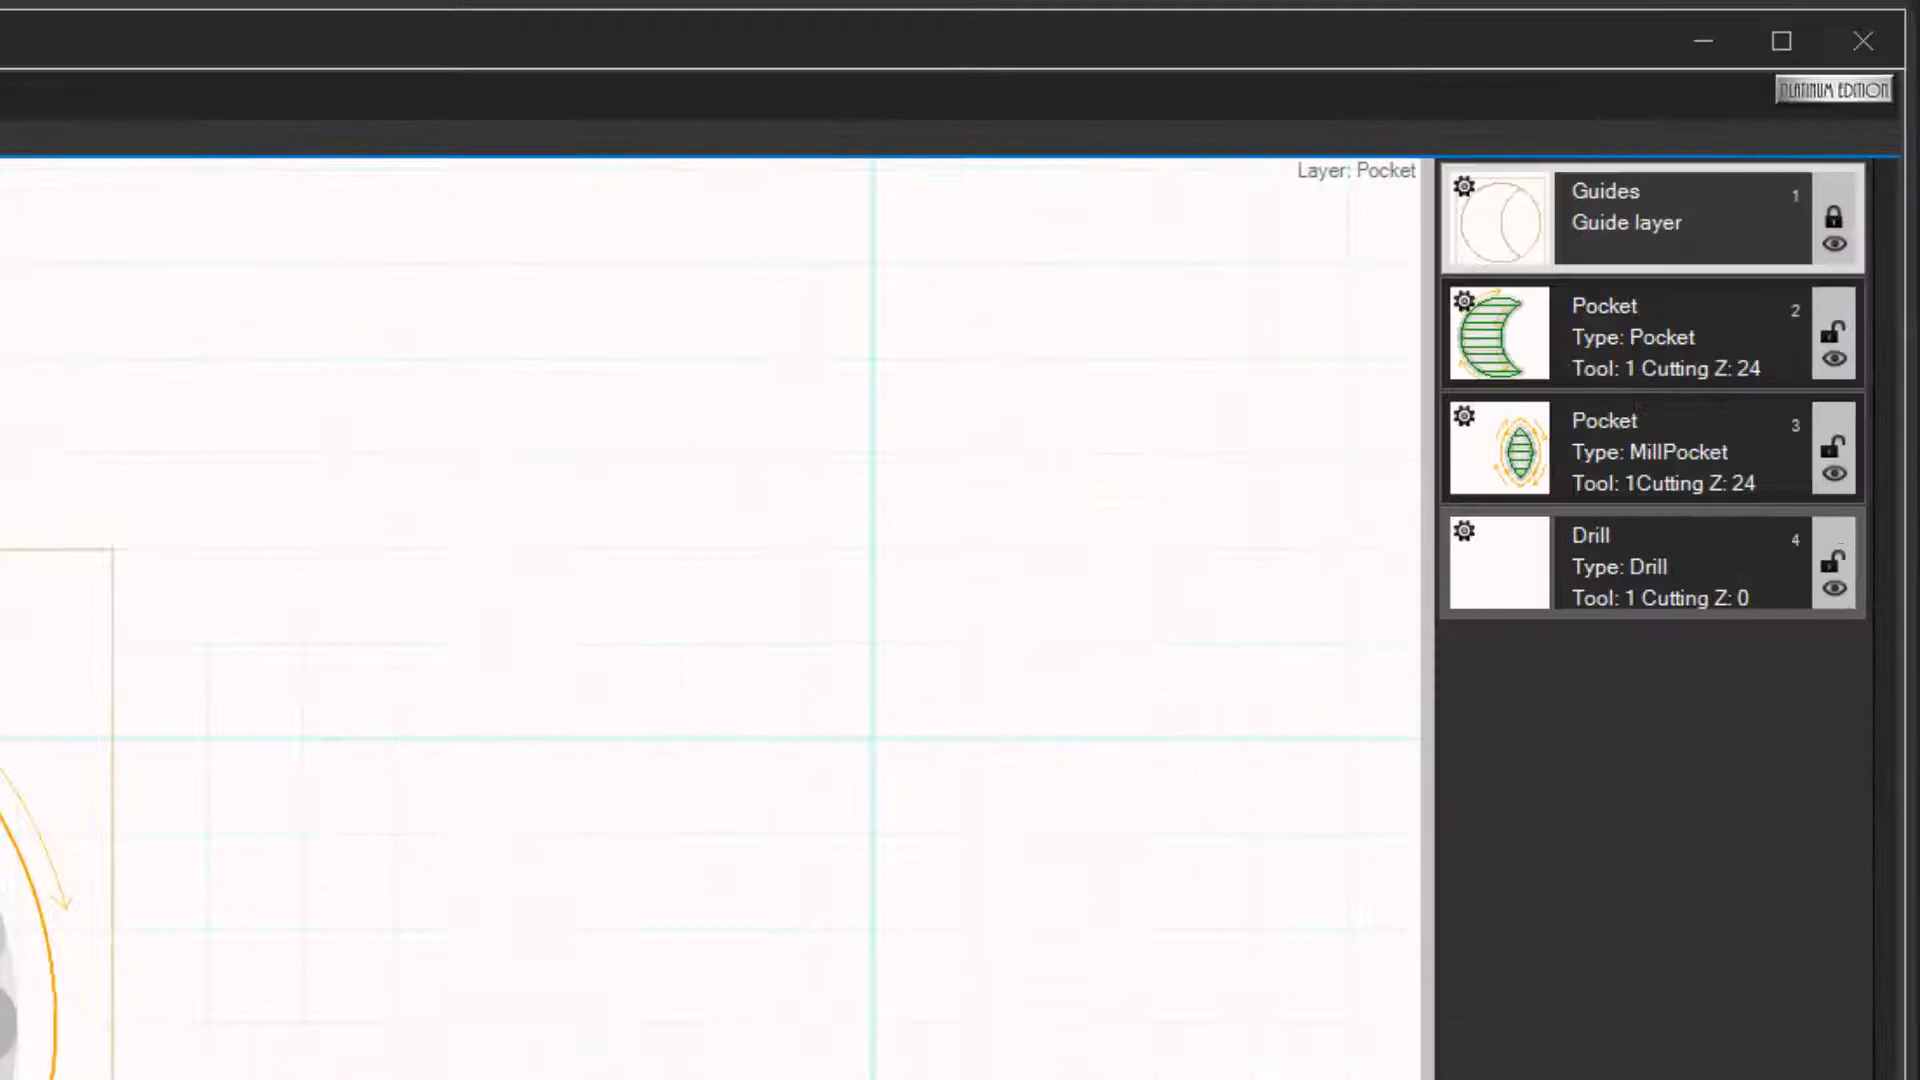 PLATINUM EDITION
Layer: Pocket
Guides
1
Guide layer
Pocket
2
Type: Pocket
Tool: 1 Cutting Z: 24
Pocket
3
Type: MillPocket
Tool: 1Cutting Z: 24
Drill
4
Type: Drill
Tool: 1 Cutting Z: 0